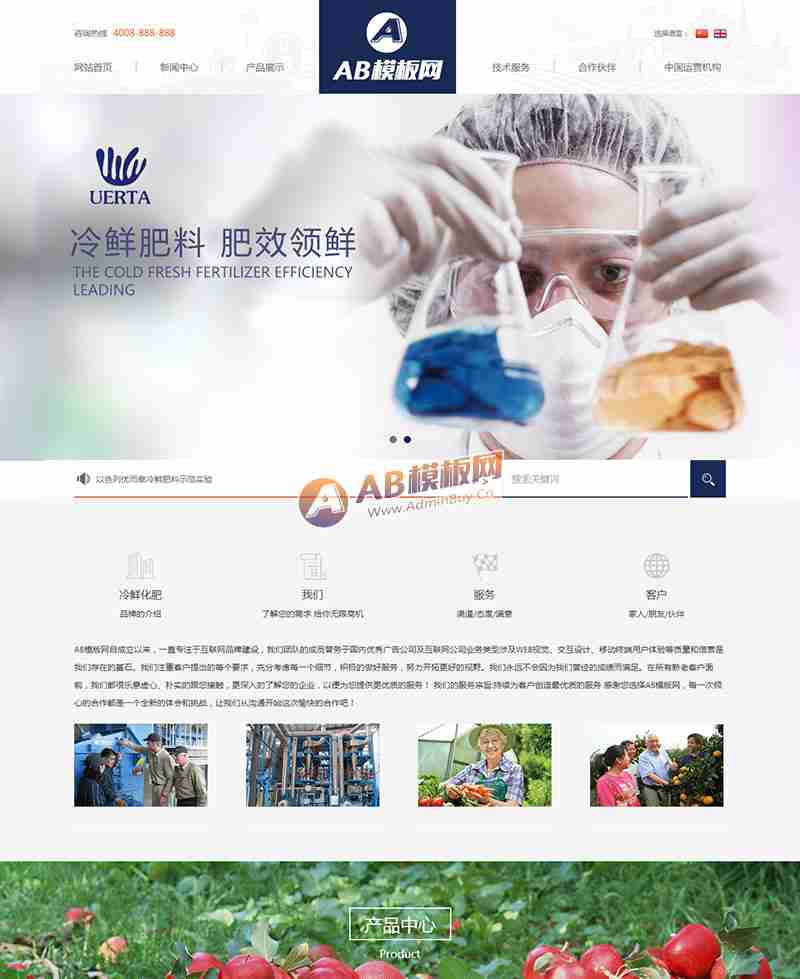 咨询热线 4008-888-888
选择语言：
AB模板网
网站首页 新闻中心 产品展示 技术服务 合作伙伴 中国运营机构
UERTA
冷鲜肥料 肥效领鲜
THE COLD FRESH FERTILIZER EFFICIENCY
LEADING
以色列优而章冷鲜肥料示范实验
搜索关键词
AB模板网
Www.AdminBuy.Cn
冷鲜化肥 我们 服务 客户
品牌的介绍 了解您的需求 给你无限商机 渠道/态度/满意 家人/朋友/伙伴
AB模板网自成立以来，一直专注于互联网品牌建设，我们团队的成员曾务于国内优秀广告公司及互联网公司业务类型涉及WEB视觉、交互设计、移动终端用户体验等质量和信誉是
我们存在的基石。我们注重客户提出的每个要求，充分考虑每一个细节，积极的做好服务，努力开拓更好的视野。我们永远不会因为我们曾经的成绩而满足。在所有新老客户面
前，我们都很乐意虚心、朴实的跟您接触，更深入的了解您的企业，以便为您提供更优质的服务！ 我们的服务宗旨:持续为客户创造最优质的服务 感谢您选择AB模板网，每一次倾
心的合作都是一个全新的体会和挑战，让我们从沟通开始这次愉快的合作吧！
产品中心
Product